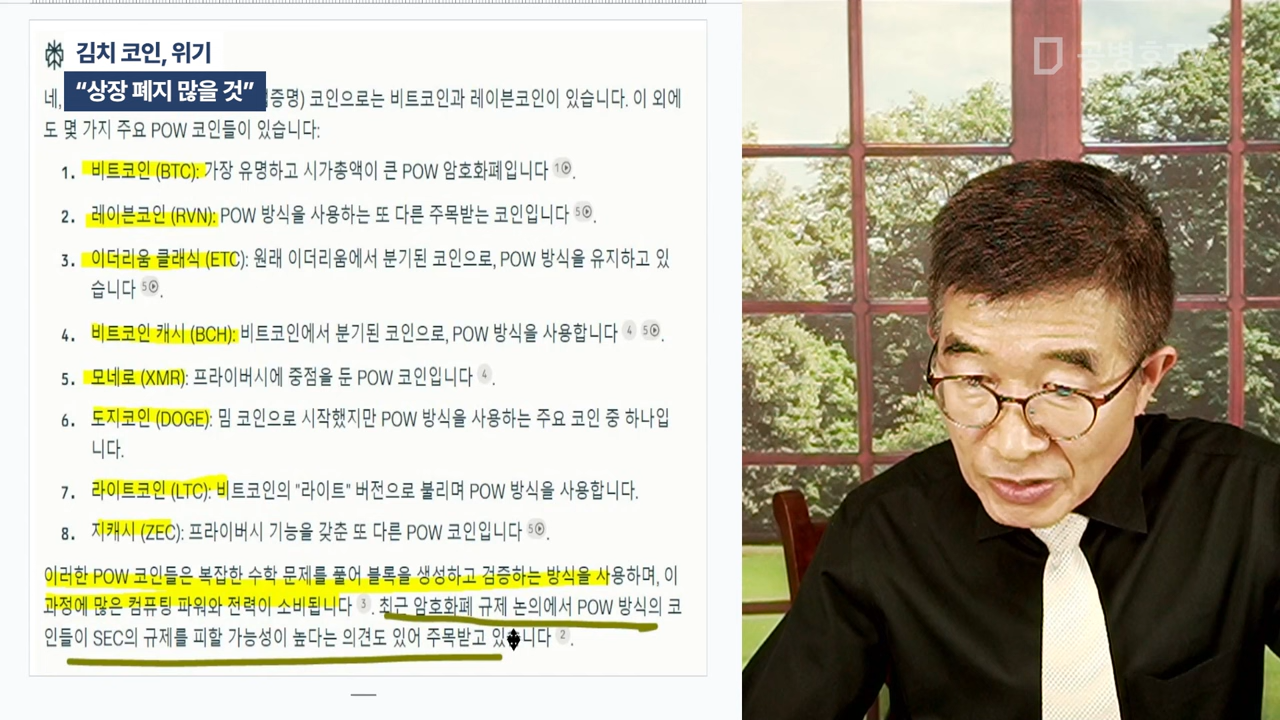 김치 코인, 위기
“상장 폐지 많을 것”
네, 증명) 코인으로는 비트코인과 레이븐코인이 있습니다. 이 외에
도 몇 가지 주요 POW 코인들이 있습니다:
1. 비트코인 (BTC): 가장 유명하고 시가총액이 큰 POW 암호화폐입니다 1.
2. 레이븐코인 (RVN): POW 방식을 사용하는 또 다른 주목받는 코인입니다 5.
3. 이더리움 클래식 (ETC): 원래 이더리움에서 분기된 코인으로, POW 방식을 유지하고 있
습니다 5.
4. 비트코인 캐시 (BCH): 비트코인에서 분기된 코인으로, POW 방식을 사용합니다 4 5.
5. 모네로 (XMR): 프라이버시에 중점을 둔 POW 코인입니다 4.
6. 도지코인 (DOGE): 밈 코인으로 시작했지만 POW 방식을 사용하는 주요 코인 중 하나입
니다.
7. 라이트코인 (LTC): 비트코인의 "라이트" 버전으로 불리며 POW 방식을 사용합니다.
8. 지캐시 (ZEC): 프라이버시 기능을 갖춘 또 다른 POW 코인입니다 5.
이러한 POW 코인들은 복잡한 수학 문제를 풀어 블록을 생성하고 검증하는 방식을 사용하며, 이
과정에 많은 컴퓨팅 파워와 전력이 소비됩니다 3. 최근 암호화폐 규제 논의에서 POW 방식의 코
인들이 SEC의 규제를 피할 가능성이 높다는 의견도 있어 주목받고 있습니다 2.